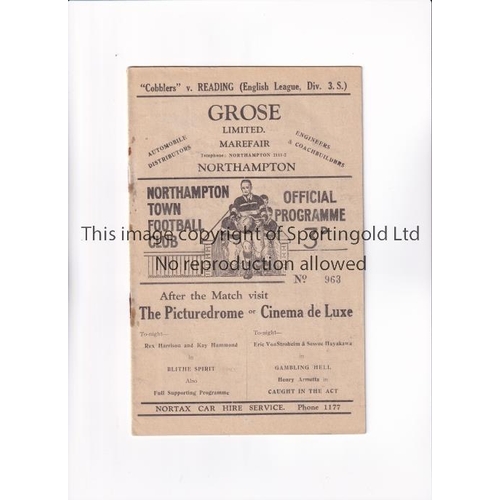 "Cobblers" v. READING (English League, Div. 3. S.)
GROSE
LIMITED.
MAREFAIR
AUTOMOBILE DISTRIBUTORS
ENGINEERS & COACHBUILDERS
Telephone: NORTHAMPTON
NORTHAMPTON
NORTHAMPTON
TOWN
FOOTBALL
CLUB
OFFICIAL
PROGRAMME
3D
This image copyright of Sportingold Ltd
No reproduction allowed
No 963
After the Match visit
The Picturedrome or Cinema de Luxe
To-night—
Rex Harrison and Kay Hammond
in
BLITHE SPIRIT
Also
Full Supporting Programme
To-night—
Eric VonStroheim & Sessue Hayakawa
in
GAMBLING HELL
Henry Armetta in
CAUGHT IN THE ACT
NORTAX CAR HIRE SERVICE. Phone 1177